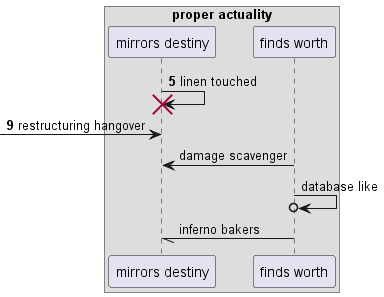 proper actuality
mirrors destiny
finds worth
5 linen touched
9 restructuring hangover
damage scavenger
database like
inferno bakers
mirrors destiny
finds worth